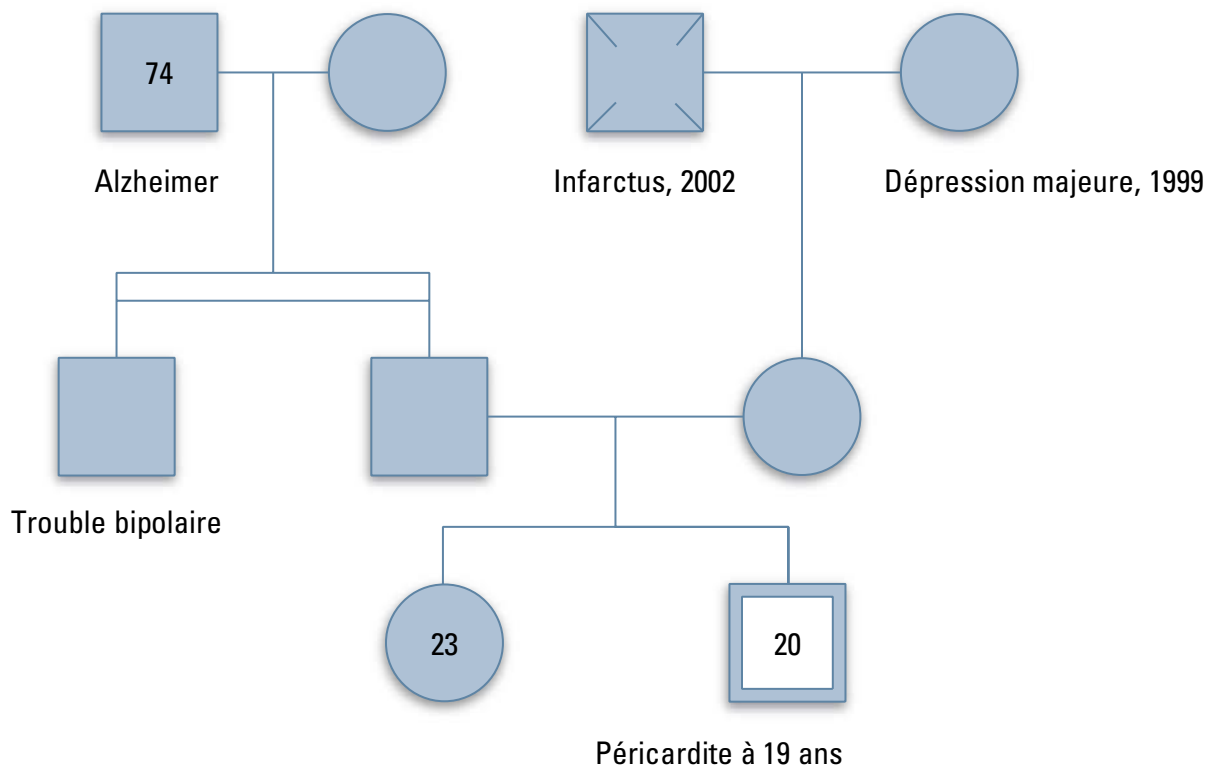 74
Alzheimer
Infarctus, 2002
Dépression majeure, 1999
Trouble bipolaire
23
20
Péricardite à 19 ans